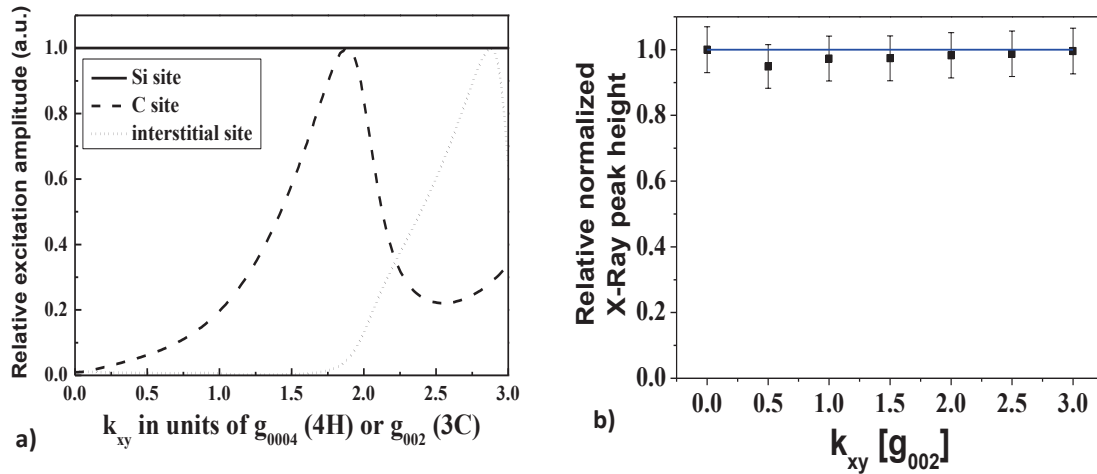 Relative excitation amplitude (a.u.)
1.0
0.8
0.6
0.4
0.2
0.0
Si site
C site
interstitial site
0.0 0.5 1.0 1.5 2.0 2.5 3.0
k_xy in units of g_0004 (4H) or g_002 (3C)
a)
Relative normalized
X-Ray peak height
1.0
0.8
0.6
0.4
0.2
0.0
0.0 0.5 1.0 1.5 2.0 2.5 3.0
k_xy [g_002]
b)